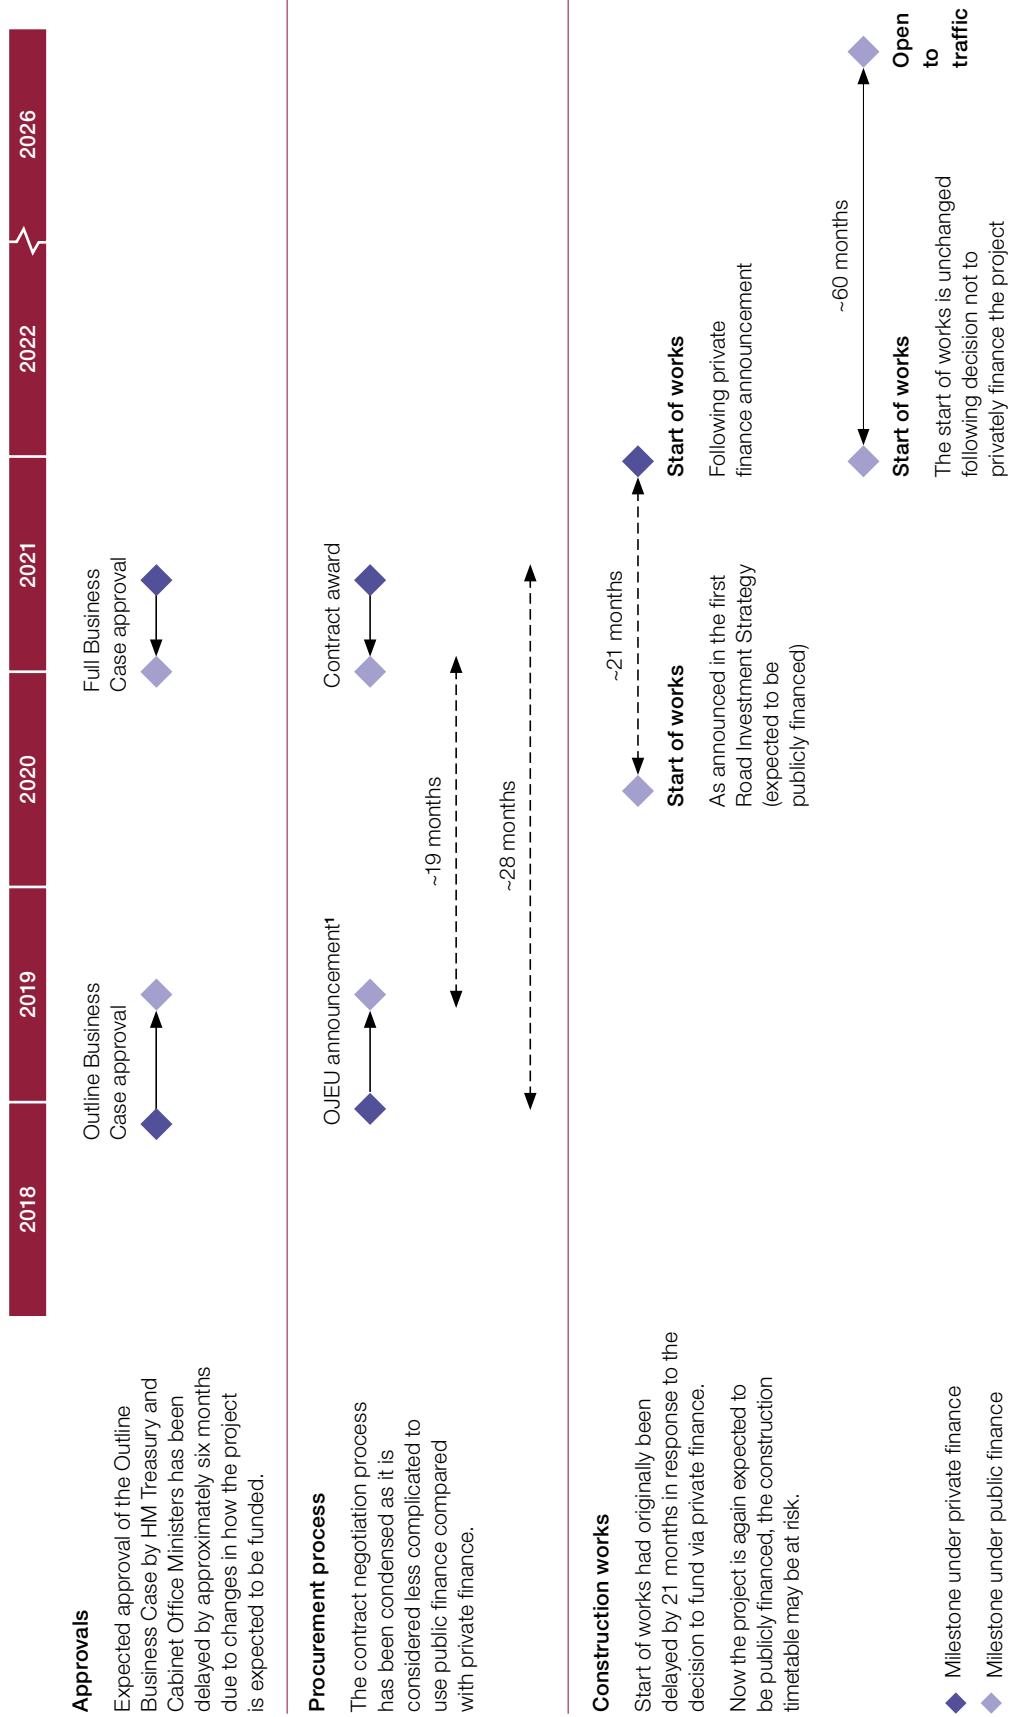 2018 2019 2020 2021 2022 2026
Approvals
Expected approval of the Outline
Business Case by HM Treasury and
Cabinet Office Ministers has been
delayed by approximately six months
due to changes in how the project
is expected to be funded.
Outline Business
Case approval
Full Business
Case approval
Procurement process
The contract negotiation process
has been condensed as it is
considered less complicated to
use public finance compared
with private finance.
OJEU announcement¹
Contract award
~19 months
~28 months
Construction works
Start of works had originally been
delayed by 21 months in response to the
decision to fund via private finance.
Now the project is again expected to
be publicly financed, the construction
timetable may be at risk.
~21 months
Start of works
As announced in the first
Road Investment Strategy
(expected to be
publicly financed)
Start of works
Following private
finance announcement
~60 months
Start of works
The start of works is unchanged
following decision not to
privately finance the project
Open
to
traffic
Milestone under private finance
Milestone under public finance